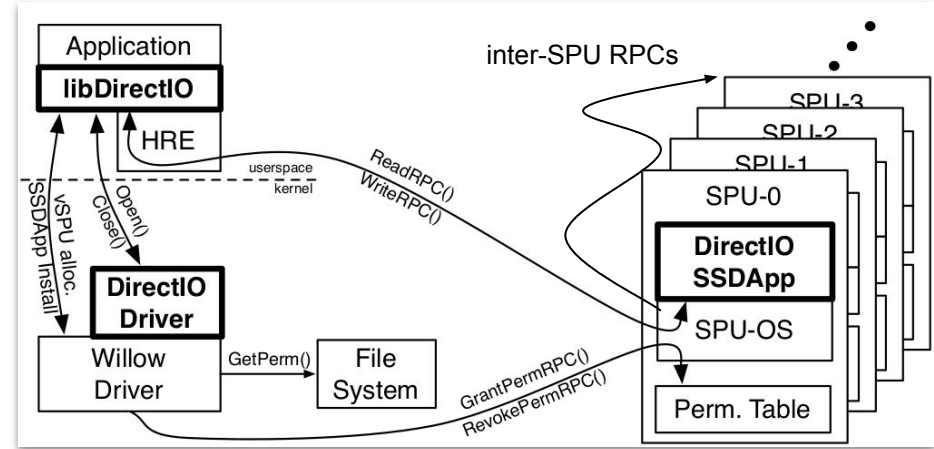 Application
libDirectIO
HRE
userspace
kernel
vSPU alloc.
SSDApp Install
Open()
Close()
DirectIO
Driver
Willow
Driver
GetPerm()
File
System
ReadRPC()
WriteRPC()
GrantPermRPC()
RevokePermRPC()
inter-SPU RPCs
SPU-3
SPU-2
SPU-1
SPU-0
DirectIO
SSDApp
SPU-OS
Perm. Table